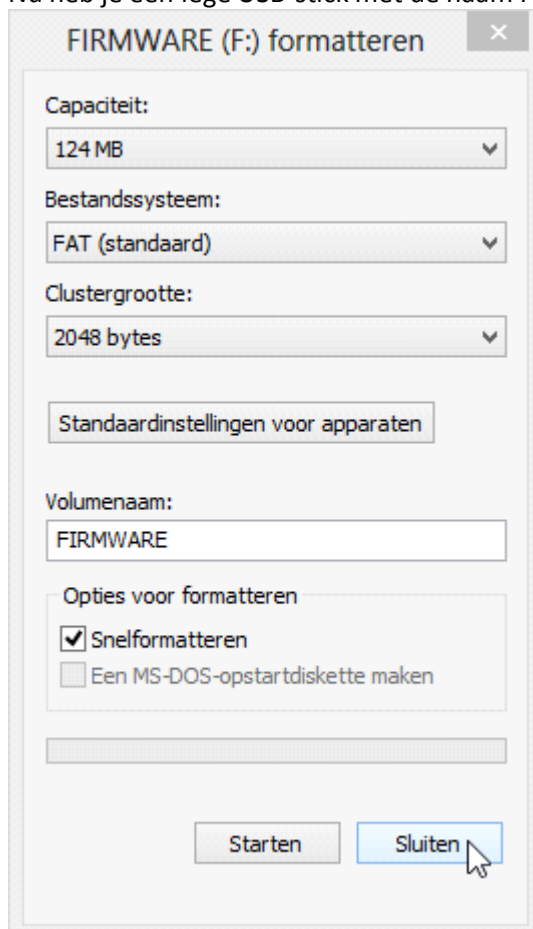 FIRMWARE (F:) formatteren
Capaciteit:
124 MB
Bestandssysteem:
FAT (standaard)
Clustergrootte:
2048 bytes
Standaardinstellingen voor apparaten
Volumenaam:
FIRMWARE
Opties voor formatteren
Snelformatteren
Een MS-DOS-opstartdiskette maken
Starten Sluiten